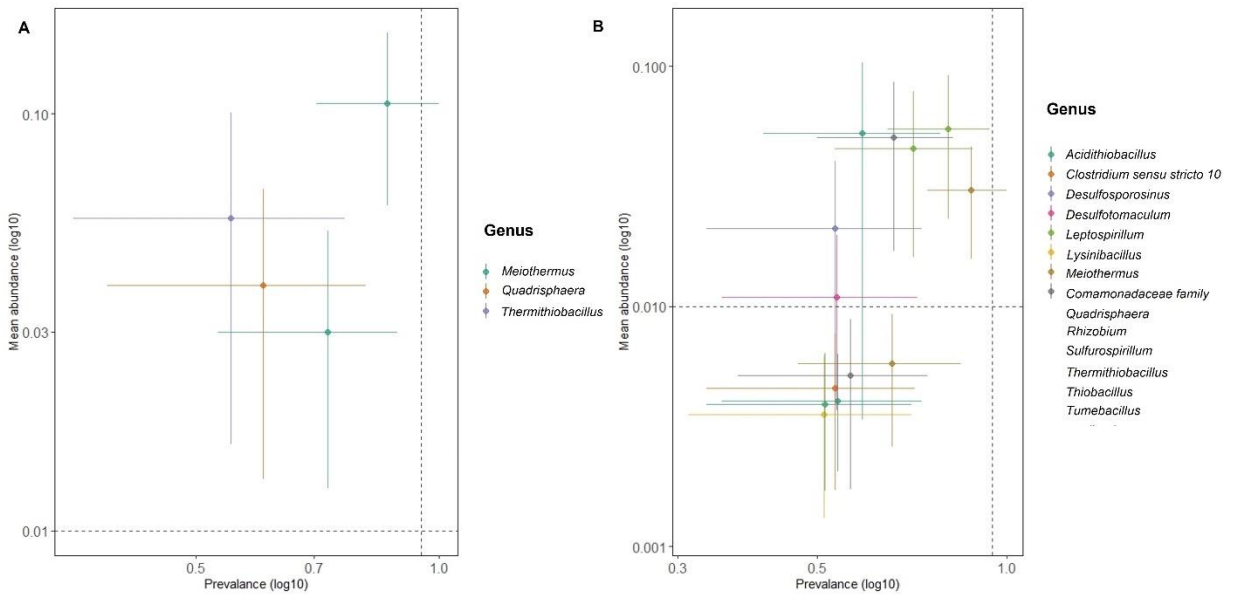 A
Mean abundance (log10)
0.10
0.03
0.01
0.5
0.7
1.0
Prevalance (log10)
Genus
Meiothermus
Quadrisphaera
Thermithiobacillus
B
Mean abundance (log10)
0.100
0.010
0.001
0.3
0.5
1.0
Prevalance (log10)
Genus
Acidithiobacillus
Clostridium sensu stricto 10
Desulfosporosinus
Desulfotomaculum
Leptospirillum
Lysinibacillus
Meiothermus
Comamonadaceae family
Quadrisphaera
Rhizobium
Sulfurospirillum
Thermithiobacillus
Thiobacillus
Tumebacillus